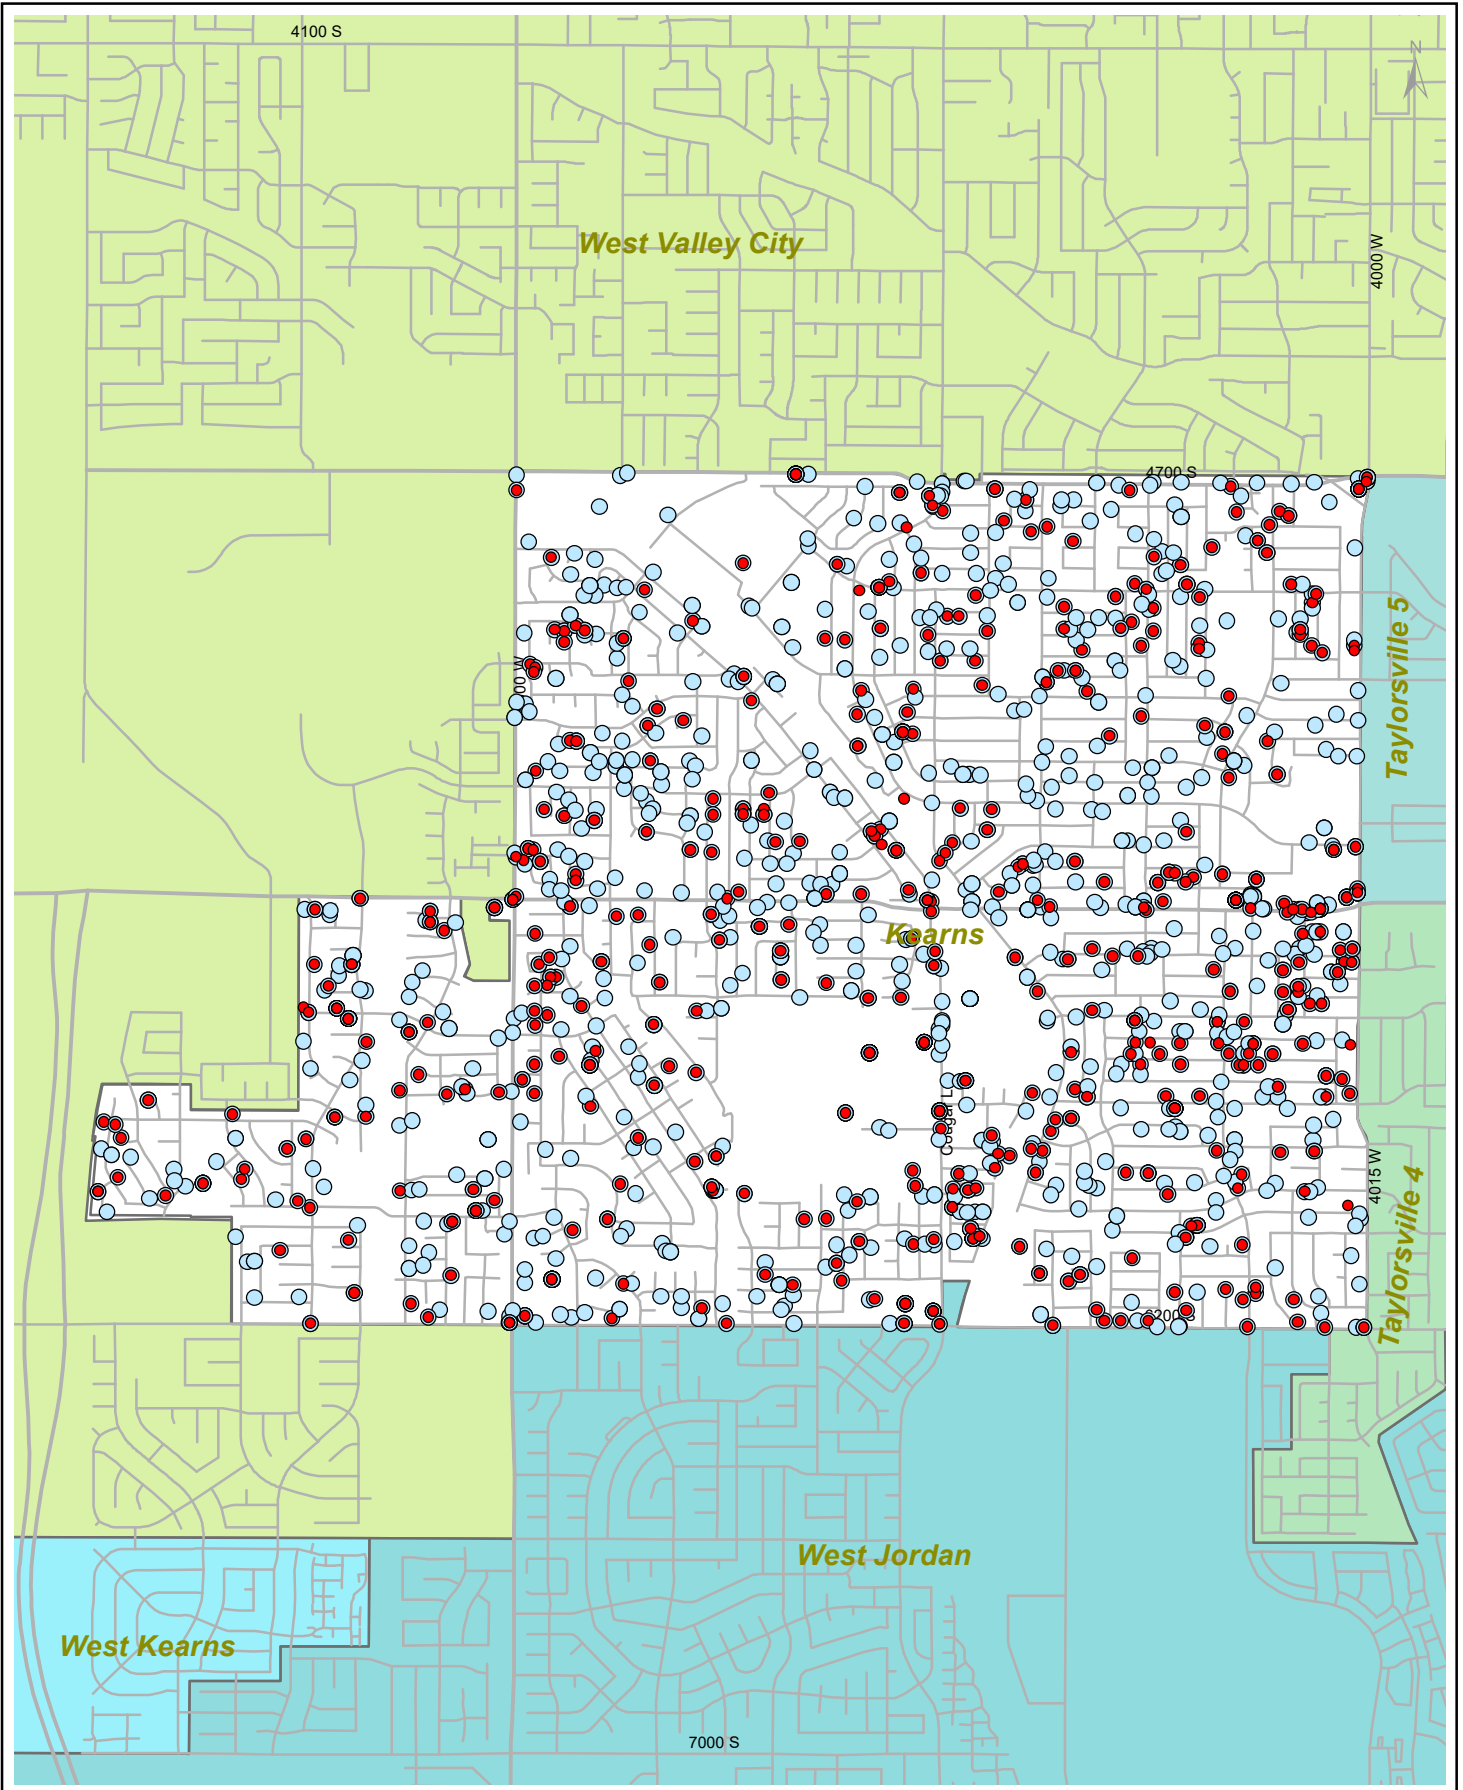 4100 S
N
West Valley City
4000 W
4700 S
Taylorsville 5
Kearns
4015 W
Taylorsville 4
West Jordan
West Kearns
7000 S